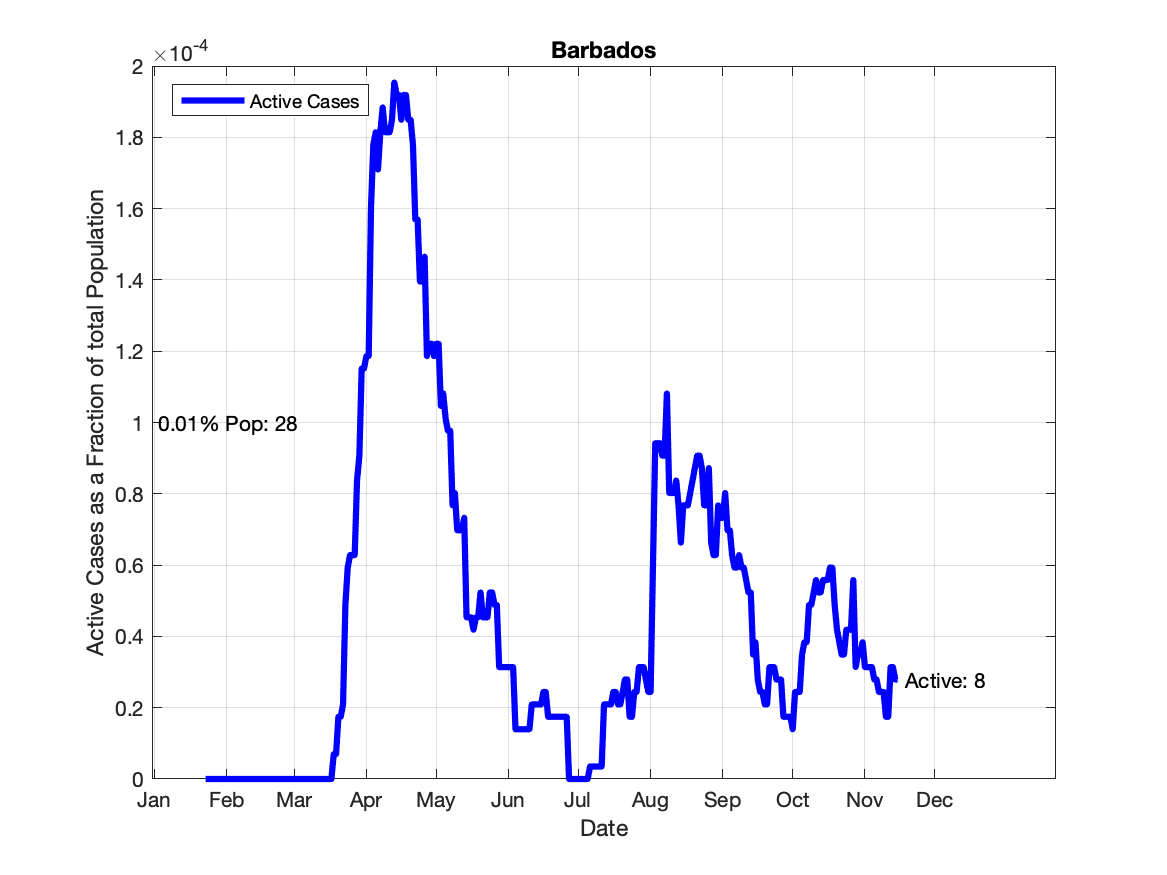 Barbados
×10⁻⁴
Active Cases
2
1.8
1.6
1.4
1.2
1
0.8
0.6
0.4
0.2
0
Active Cases as a Fraction of total Population
0.01% Pop: 28
Active: 8
Jan Feb Mar Apr May Jun Jul Aug Sep Oct Nov Dec
Date